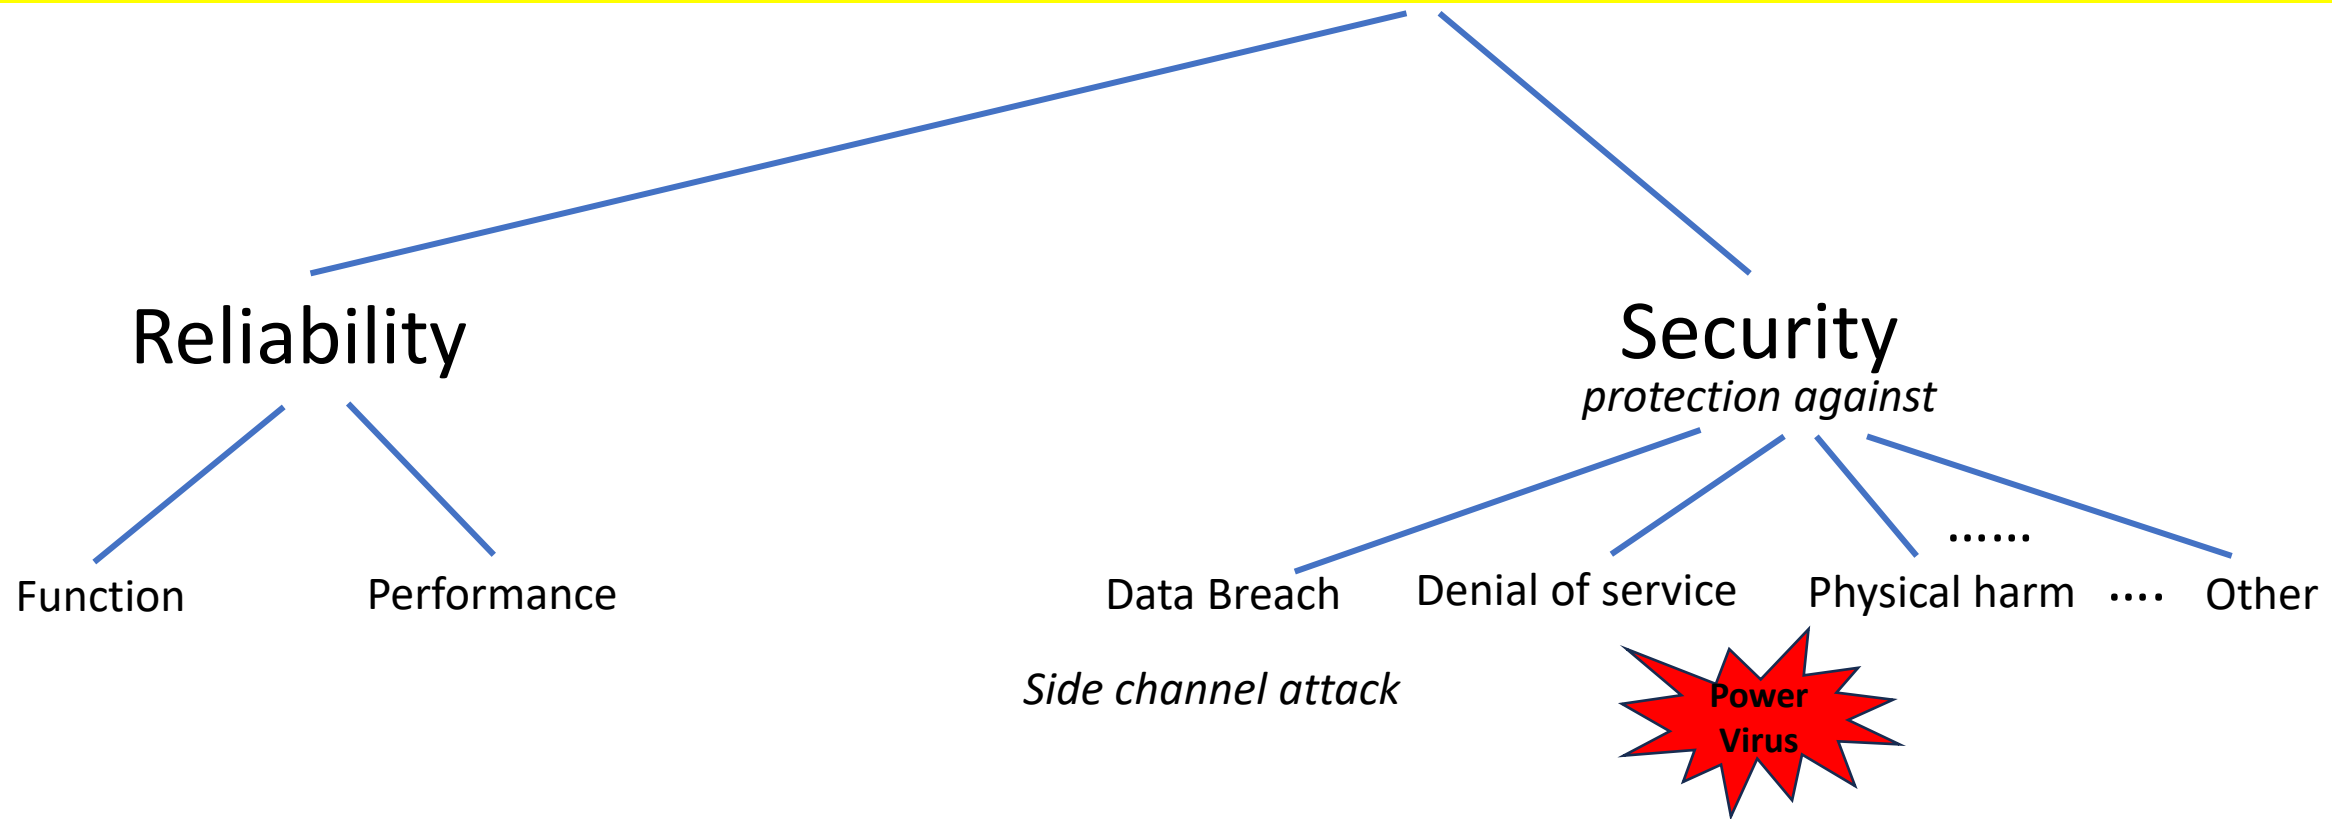 Reliability
Security
protection against
......
Function
Performance
Data Breach
Denial of service
Physical harm
....
Other
Side channel attack
Power
Virus